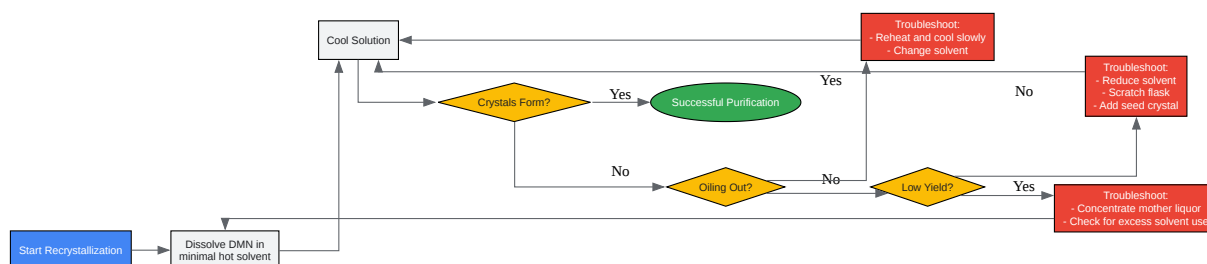 Troubleshoot:
- Reheat and cool slowly
- Change solvent
Cool Solution
Troubleshoot:
- Reduce solvent
- Scratch flask
- Add seed crystal
Yes
No
Crystals Form?
Yes
Successful Purification
No
Oiling Out?
No
Low Yield?
Yes
Troubleshoot:
- Concentrate mother liquor
- Check for excess solvent use
Start Recrystallization
Dissolve DMN in
minimal hot solvent